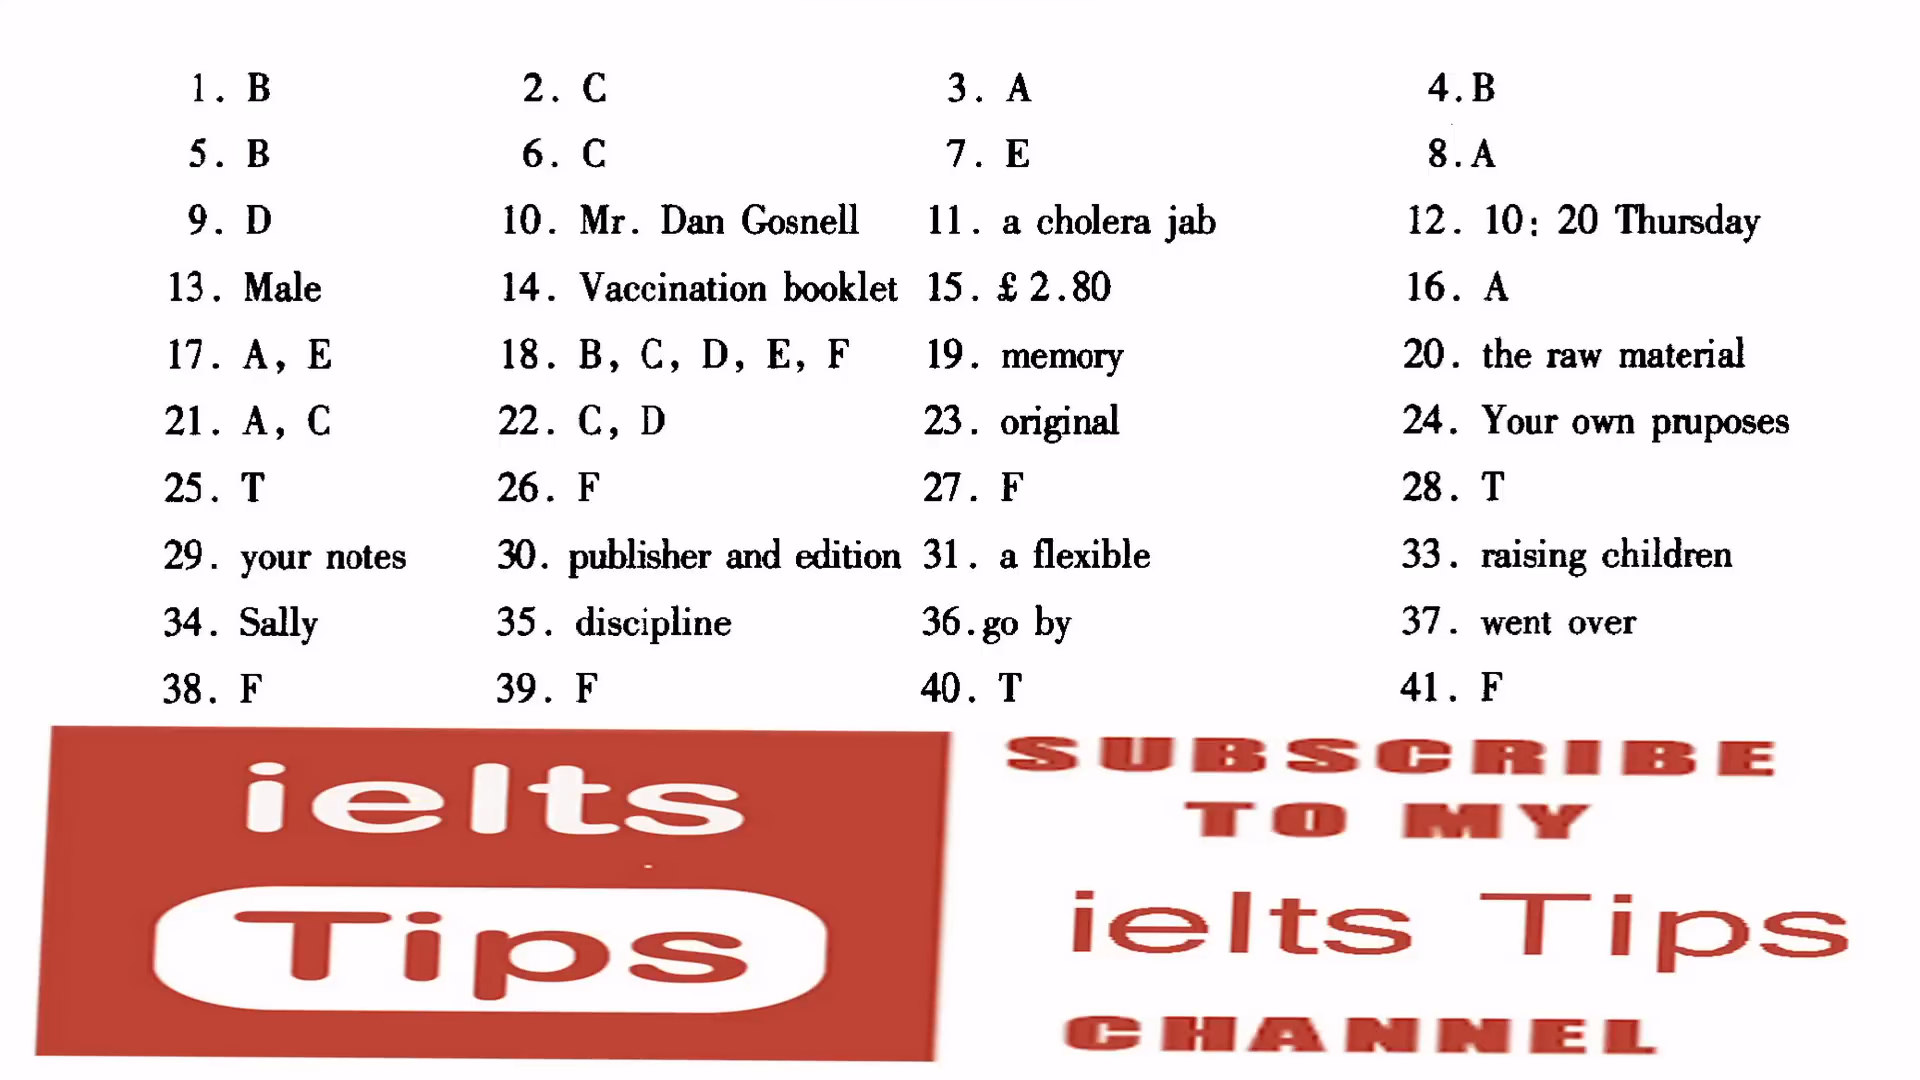 1. B 2. C 3. A 4. B
5. B 6. C 7. E 8. A
9. D 10. Mr. Dan Gosnell 11. a cholera jab 12. 10: 20 Thursday
13. Male 14. Vaccination booklet 15. £ 2.80 16. A
17. A, E 18. B, C, D, E, F 19. memory 20. the raw material
21. A, C 22. C, D 23. original 24. Your own pruposes
25. T 26. F 27. F 28. T
29. your notes 30. publisher and edition 31. a flexible 33. raising children
34. Sally 35. discipline 36. go by 37. went over
38. F 39. F 40. T 41. F
ielts
Tips
SUBSCRIBE
TO MY
ielts Tips
CHANNEL